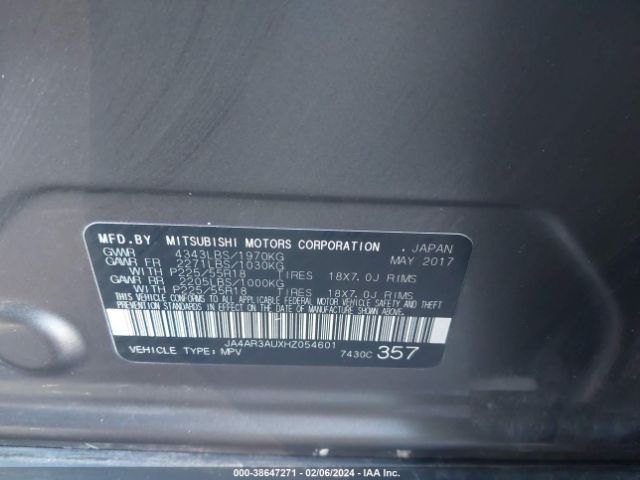 MFD.BY MITSUBISHI MOTORS CORPORATION , JAPAN
GVWR 4343LBS/1970KG MAY 2017
GAWR FR 2271LBS/1030KG
WITH P225/55R18 TIRES 18X7.0J RIMS
GAWR RR 2205LBS/1000KG
WITH P225/55R18 TIRES 18X7.0J RIMS
THIS VEHICLE CONFORMS TO ALL APPLICABLE FEDERAL MOTOR VEHICLE SAFETY AND THEFT
PREVENTION STANDARDS IN EFFECT ON THE DATE OF MANUFACTURE SHOWN ABOVE.
JA4AR3AUXHZ054601
VEHICLE TYPE: MPV 7430C 357
000-38647271 - 02/06/2024 - IAA Inc.